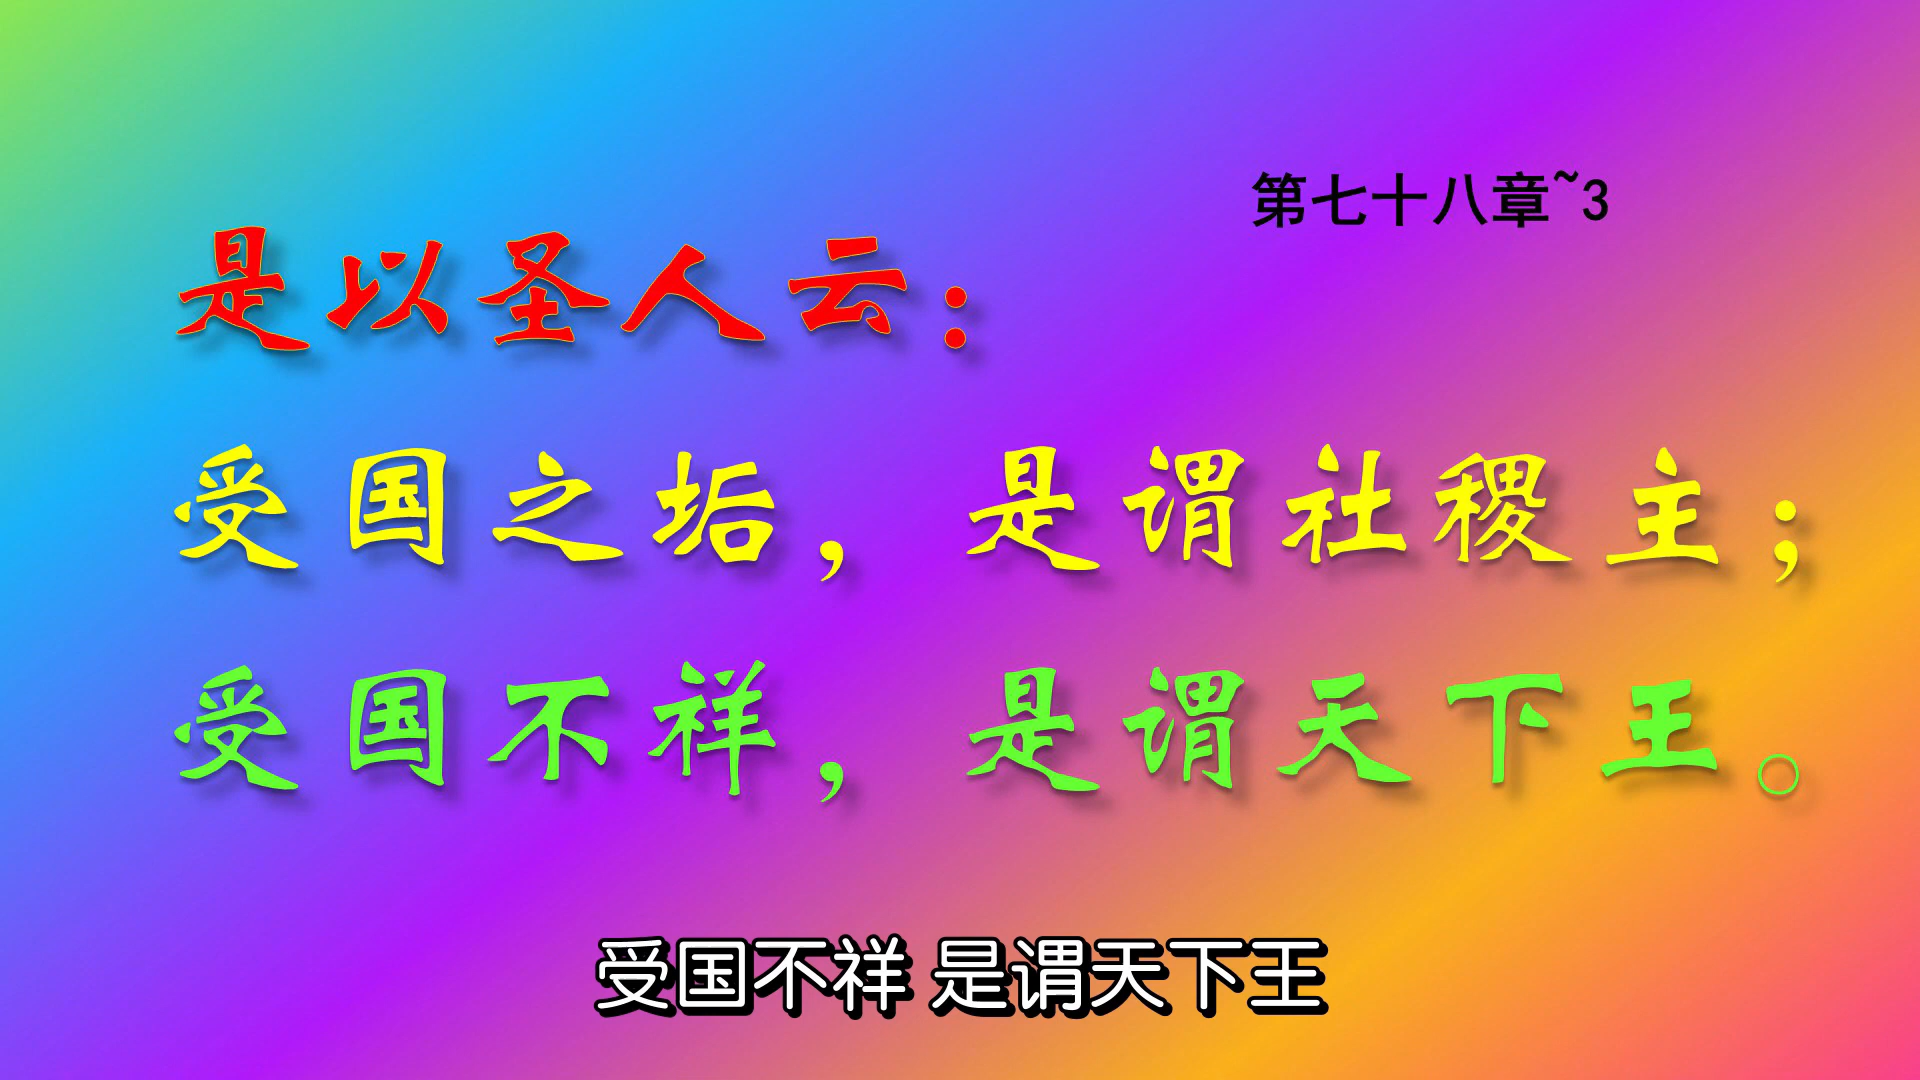 第七十八章~3
是以圣人云：
受国之垢，是谓社稷主；
受国不祥，是谓天下王。
受国不祥 是谓天下王